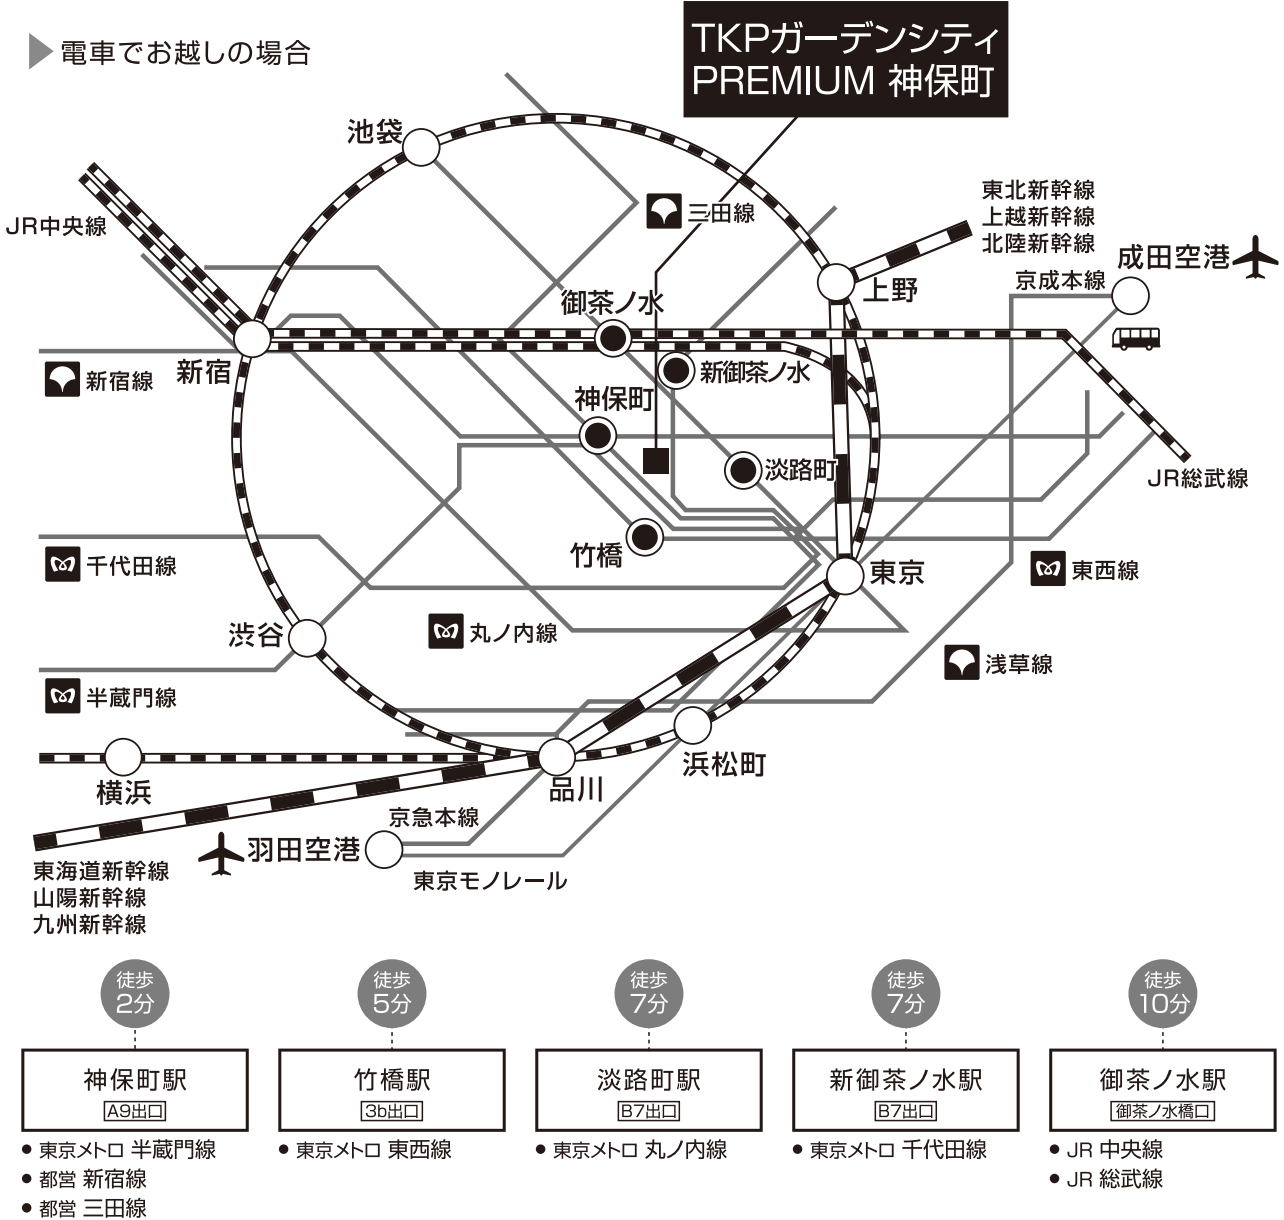 電車でお越しの場合
TKPガーデンシティ
PREMIUM 神保町
池袋
三田線
東北新幹線
上越新幹線
北陸新幹線
JR中央線
成田空港
京成本線
上野
御茶ノ水
新宿
新宿線
新御茶ノ水
神保町
淡路町
JR総武線
竹橋
千代田線
東京
東西線
渋谷
丸ノ内線
浅草線
半蔵門線
横浜
品川
浜松町
京急本線
羽田空港
東京モノレール
東海道新幹線
山陽新幹線
九州新幹線
徒歩
2分
神保町駅
A9出口
● 東京メトロ 半蔵門線
● 都営 新宿線
● 都営 三田線
徒歩
5分
竹橋駅
3b出口
● 東京メトロ 東西線
徒歩
7分
淡路町駅
B7出口
● 東京メトロ 丸ノ内線
徒歩
7分
新御茶ノ水駅
B7出口
● 東京メトロ 千代田線
徒歩
10分
御茶ノ水駅
御茶ノ水橋口
● JR 中央線
● JR 総武線